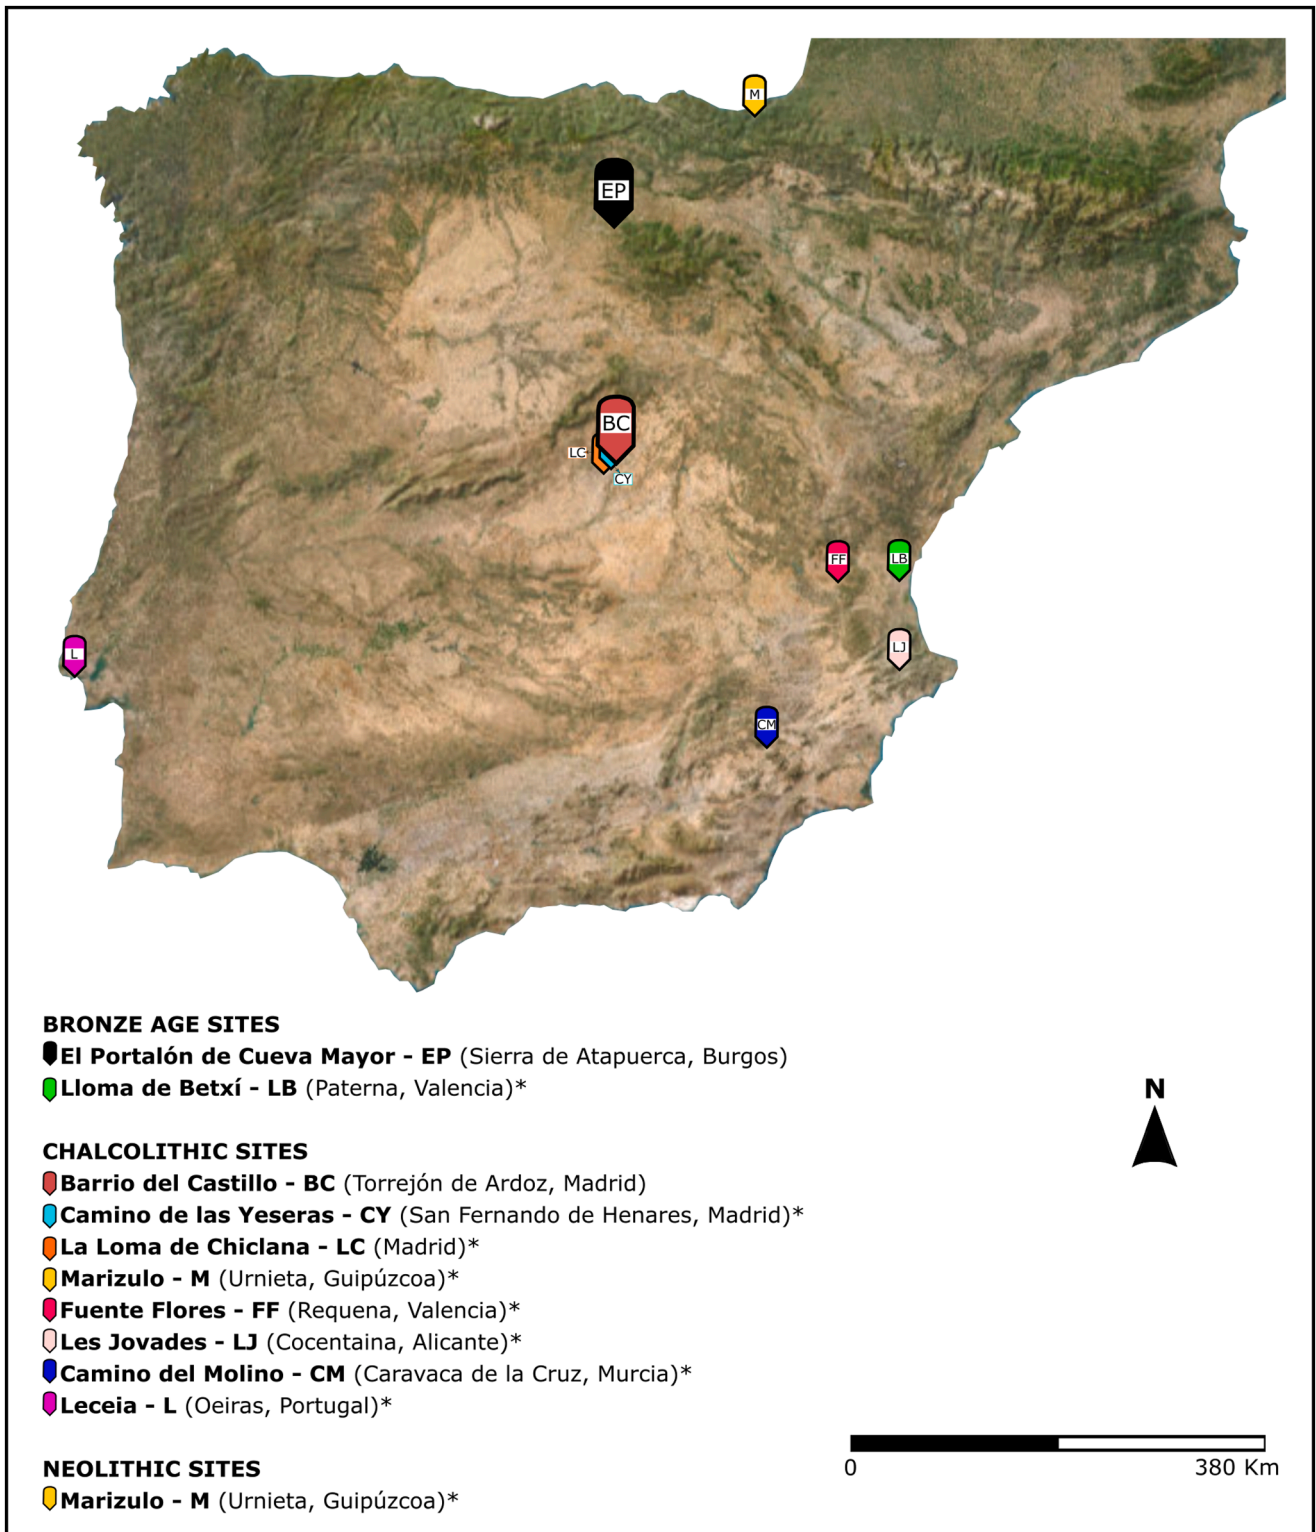 M
EP
BC
LC
CY
FF
LB
L
LJ
CM
BRONZE AGE SITES
El Portalón de Cueva Mayor - EP (Sierra de Atapuerca, Burgos)
Lloma de Betxí - LB (Paterna, Valencia)*
N
CHALCOLITHIC SITES
Barrio del Castillo - BC (Torrejón de Ardoz, Madrid)
Camino de las Yeseras - CY (San Fernando de Henares, Madrid)*
La Loma de Chiclana - LC (Madrid)*
Marizulo - M (Urnieta, Guipúzcoa)*
Fuente Flores - FF (Requena, Valencia)*
Les Jovades - LJ (Cocentaina, Alicante)*
Camino del Molino - CM (Caravaca de la Cruz, Murcia)*
Leceia - L (Oeiras, Portugal)*
0 380 Km
NEOLITHIC SITES
Marizulo - M (Urnieta, Guipúzcoa)*